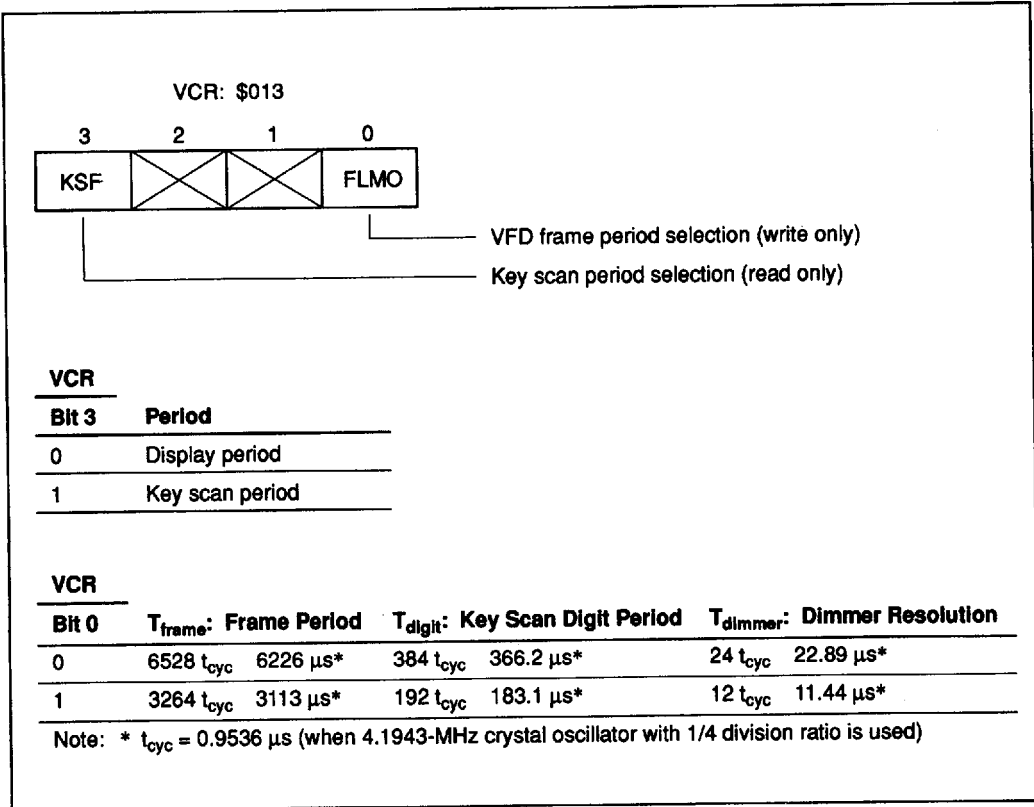 VCR: $013
3 2 1 0
KSF FLMO
VFD frame period selection (write only)
Key scan period selection (read only)
VCR
Bit 3 Period
0 Display period
1 Key scan period
VCR
Bit 0 Tframe: Frame Period Tdigit: Key Scan Digit Period Tdimmer: Dimmer Resolution
0 6528 tcyc 6226 µs* 384 tcyc 366.2 µs* 24 tcyc 22.89 µs*
1 3264 tcyc 3113 µs* 192 tcyc 183.1 µs* 12 tcyc 11.44 µs*
Note: * tcyc = 0.9536 µs (when 4.1943-MHz crystal oscillator with 1/4 division ratio is used)